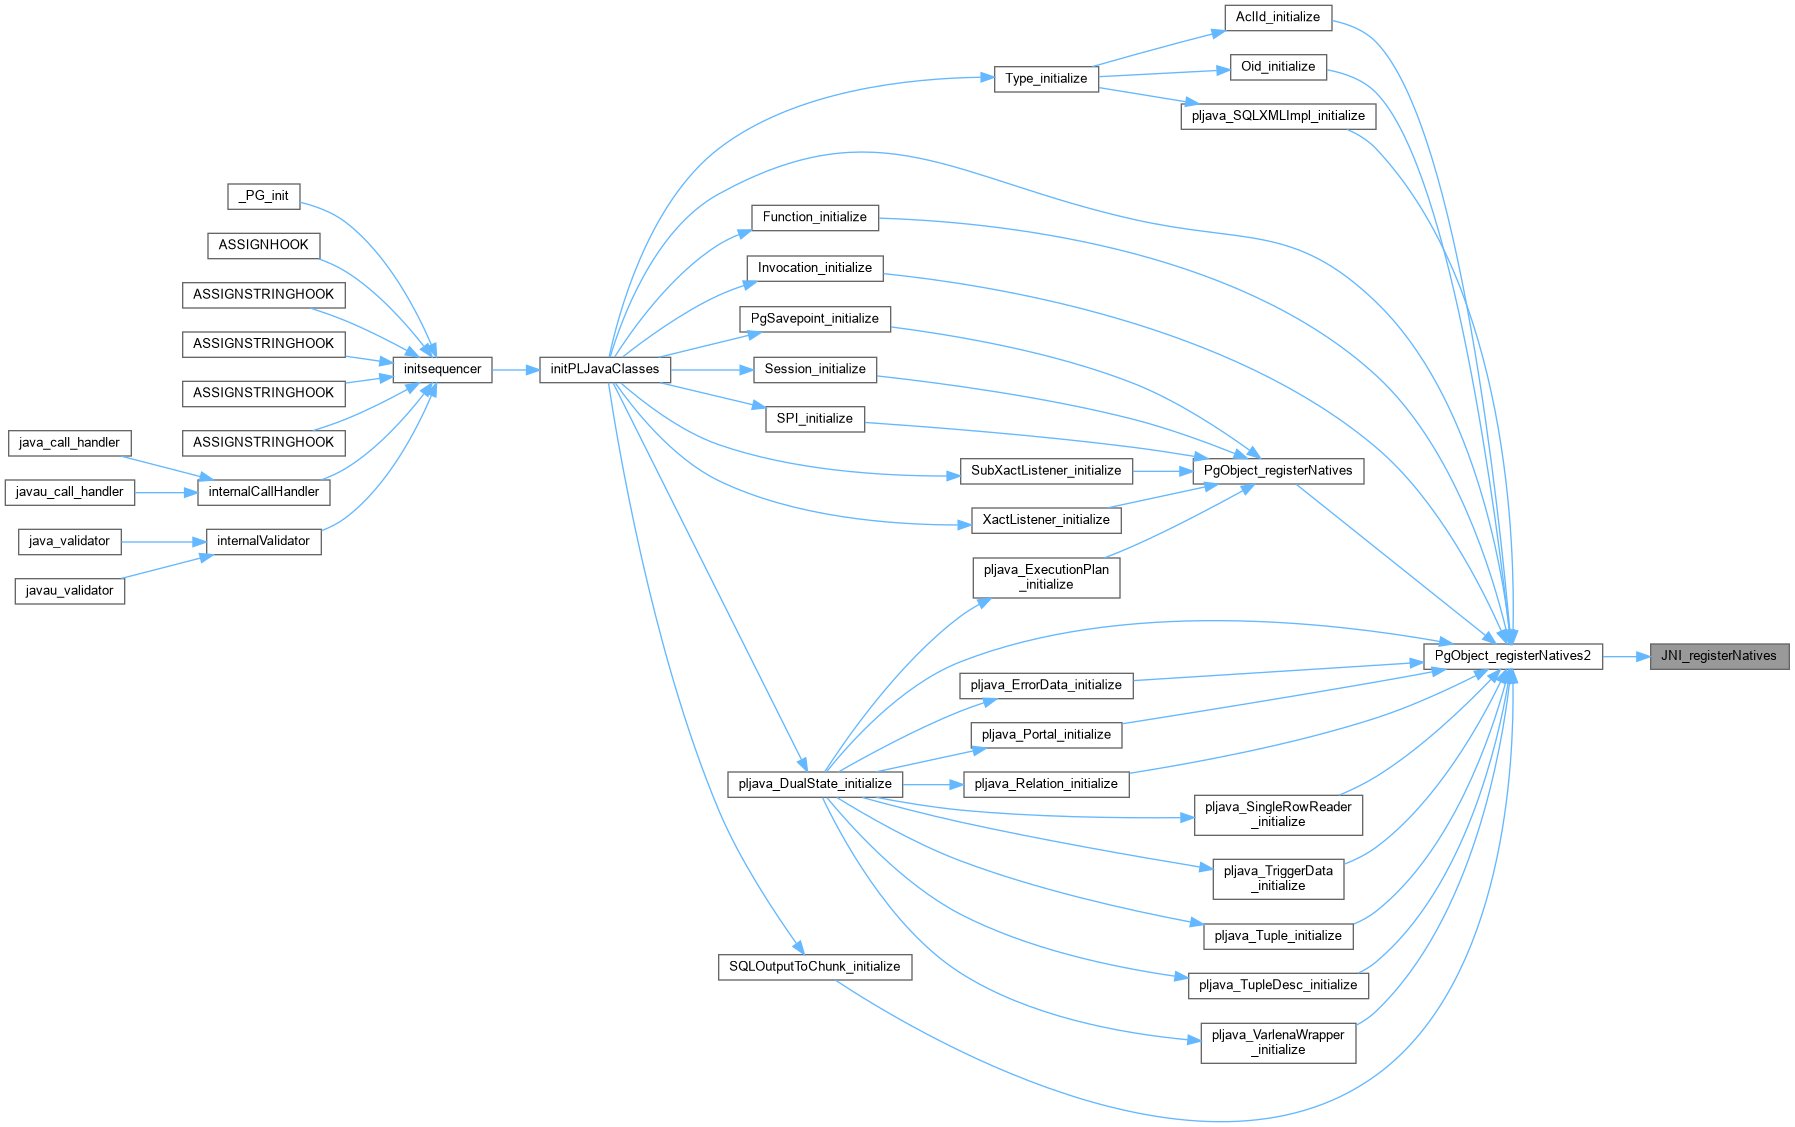 AclId_initialize
Oid_initialize
Type_initialize
pljava_SQLXMLImpl_initialize
_PG_init
Function_initialize
ASSIGNHOOK
Invocation_initialize
ASSIGNSTRINGHOOK
PgSavepoint_initialize
ASSIGNSTRINGHOOK
initsequencer
initPLJavaClasses
Session_initialize
ASSIGNSTRINGHOOK
SPI_initialize
ASSIGNSTRINGHOOK
java_call_handler
SubXactListener_initialize
PgObject_registerNatives
javau_call_handler
internalCallHandler
XactListener_initialize
java_validator
internalValidator
pljava_ExecutionPlan
_initialize
javau_validator
PgObject_registerNatives2
JNI_registerNatives
pljava_ErrorData_initialize
pljava_Portal_initialize
pljava_DualState_initialize
pljava_Relation_initialize
pljava_SingleRowReader
_initialize
pljava_TriggerData
_initialize
pljava_Tuple_initialize
SQLOutputToChunk_initialize
pljava_TupleDesc_initialize
pljava_VarlenaWrapper
_initialize